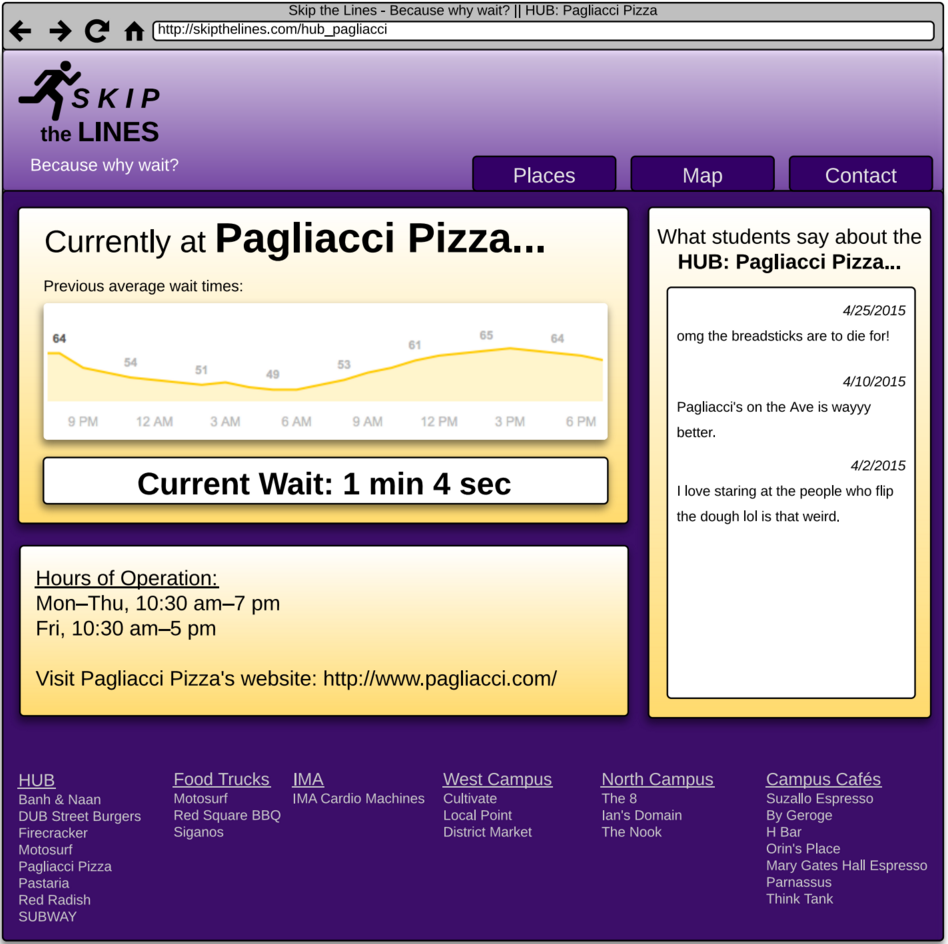 Skip the Lines - Because why wait? || HUB: Pagliacci Pizza
http://skipthelines.com/hub_pagliacci
SKIP
the LINES
Because why wait?
Places
Map
Contact
Currently at Pagliacci Pizza...
Previous average wait times:
64
54
51
49
53
61
65
64
9 PM
12 AM
3 AM
6 AM
9 AM
12 PM
3 PM
6 PM
Current Wait: 1 min 4 sec
Hours of Operation:
Mon–Thu, 10:30 am–7 pm
Fri, 10:30 am–5 pm
Visit Pagliacci Pizza's website: http://www.pagliacci.com/
What students say about the
HUB: Pagliacci Pizza...
4/25/2015
omg the breadsticks are to die for!
4/10/2015
Pagliacci's on the Ave is wayyy
better.
4/2/2015
I love staring at the people who flip
the dough lol is that weird.
HUB
Banh & Naan
DUB Street Burgers
Firecracker
Motosurf
Pagliacci Pizza
Pastaria
Red Radish
SUBWAY
Food Trucks
Motosurf
Red Square BBQ
Siganos
IMA
IMA Cardio Machines
West Campus
Cultivate
Local Point
District Market
North Campus
The 8
Ian's Domain
The Nook
Campus Cafés
Suzallo Espresso
By Geroge
H Bar
Orin's Place
Mary Gates Hall Espresso
Parnassus
Think Tank